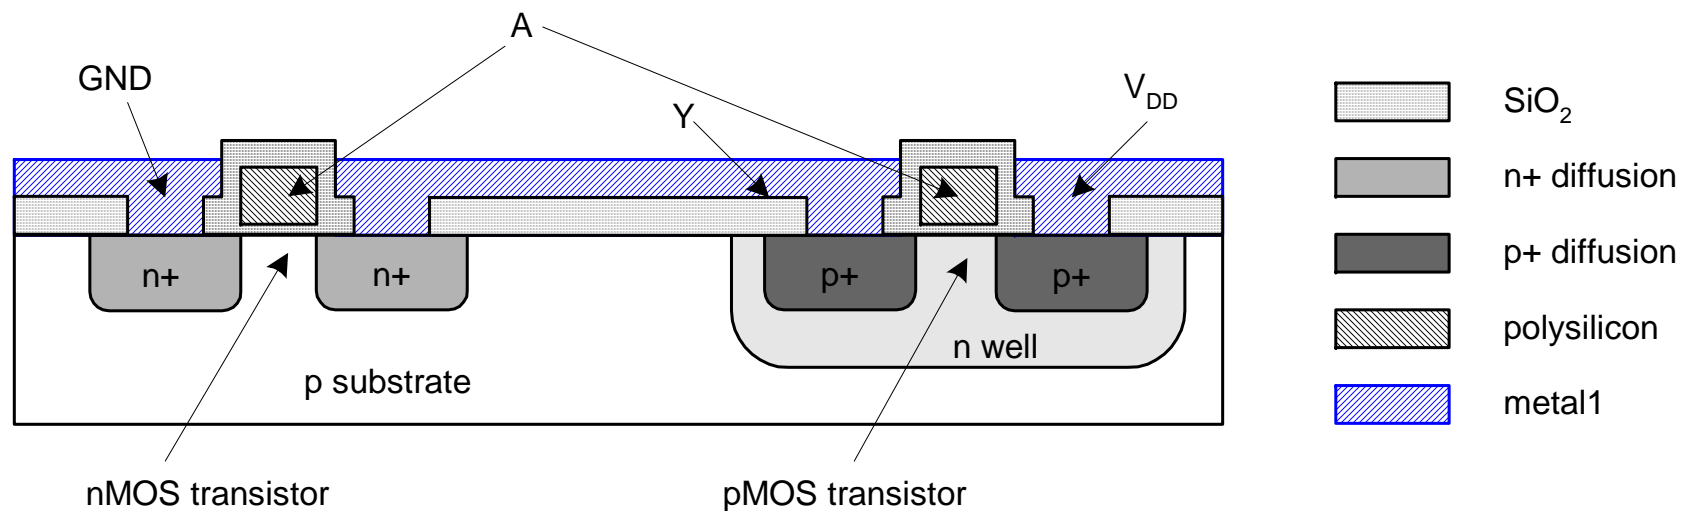 A
GND
Y
V_DD
SiO₂
n+ diffusion
p+ diffusion
polysilicon
metal1
n+
n+
p+
p+
n well
p substrate
nMOS transistor
pMOS transistor